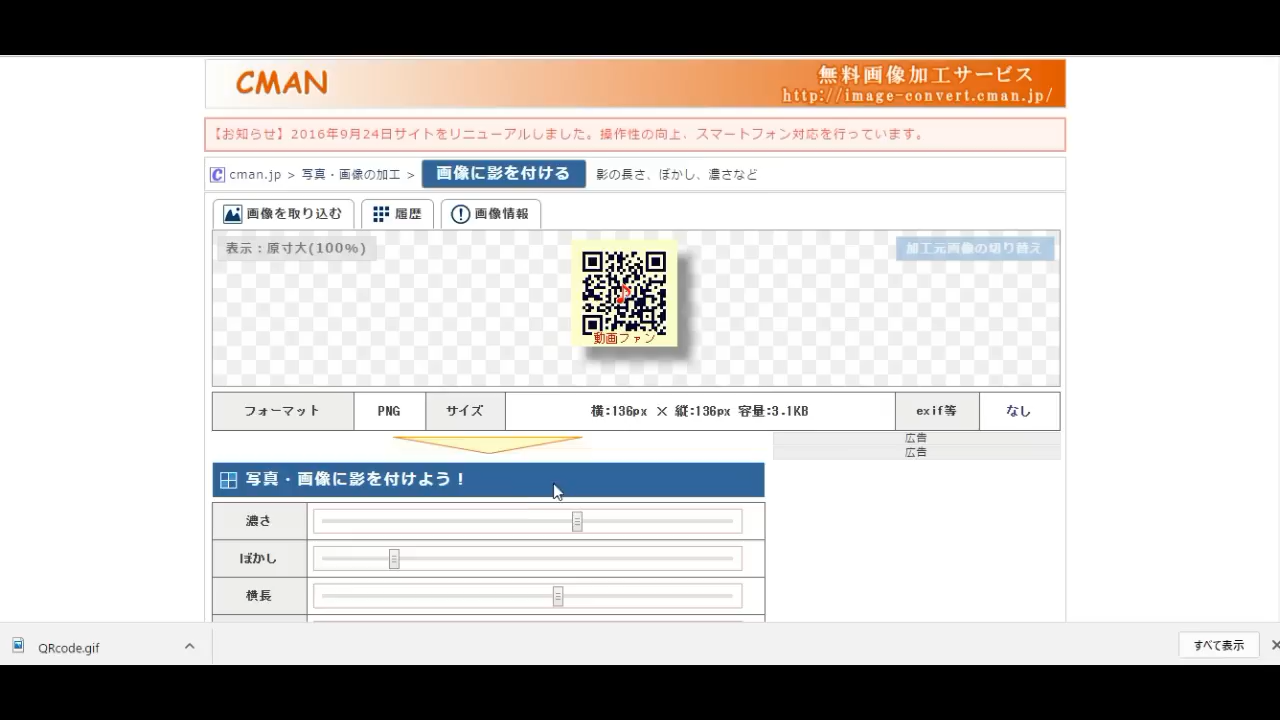 CMAN
無料画像加工サービス
http://image-convert.cman.jp/
【お知らせ】2016年9月24日サイトをリニューアルしました。操作性の向上、スマートフォン対応を行っています。
cman.jp > 写真・画像の加工 > 画像に影を付ける 影の長さ、ぼかし、濃さなど
画像を取り込む 履歴 画像情報
表示：原寸大(100%) 加工元画像の切り替え
動画ファン
フォーマット PNG サイズ 横:136px × 縦:136px 容量:3.1KB exif等 なし
広告
広告
写真・画像に影を付けよう！
濃さ
ぼかし
横長
QRcode.gif すべて表示